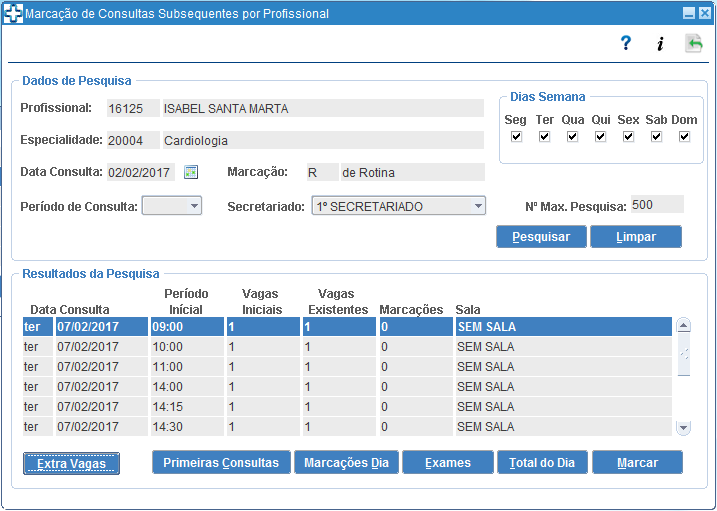 Marcação de Consultas Subsequentes por Profissional
? i
Dados de Pesquisa
Profissional: 16125 ISABEL SANTA MARTA
Dias Semana
Seg Ter Qua Qui Sex Sab Dom
Especialidade: 20004 Cardiologia
Data Consulta: 02/02/2017 Marcação: R de Rotina
Período de Consulta: Secretariado: 1º SECRETARIADO Nº Max. Pesquisa: 500
Pesquisar Limpar
Resultados da Pesquisa
Data Consulta Período Inícial Vagas Iniciais Vagas Existentes Marcações Sala
ter 07/02/2017 09:00 1 1 0 SEM SALA
ter 07/02/2017 10:00 1 1 0 SEM SALA
ter 07/02/2017 11:00 1 1 0 SEM SALA
ter 07/02/2017 14:00 1 1 0 SEM SALA
ter 07/02/2017 14:15 1 1 0 SEM SALA
ter 07/02/2017 14:30 1 1 0 SEM SALA
Extra Vagas Primeiras Consultas Marcações Dia Exames Total do Dia Marcar